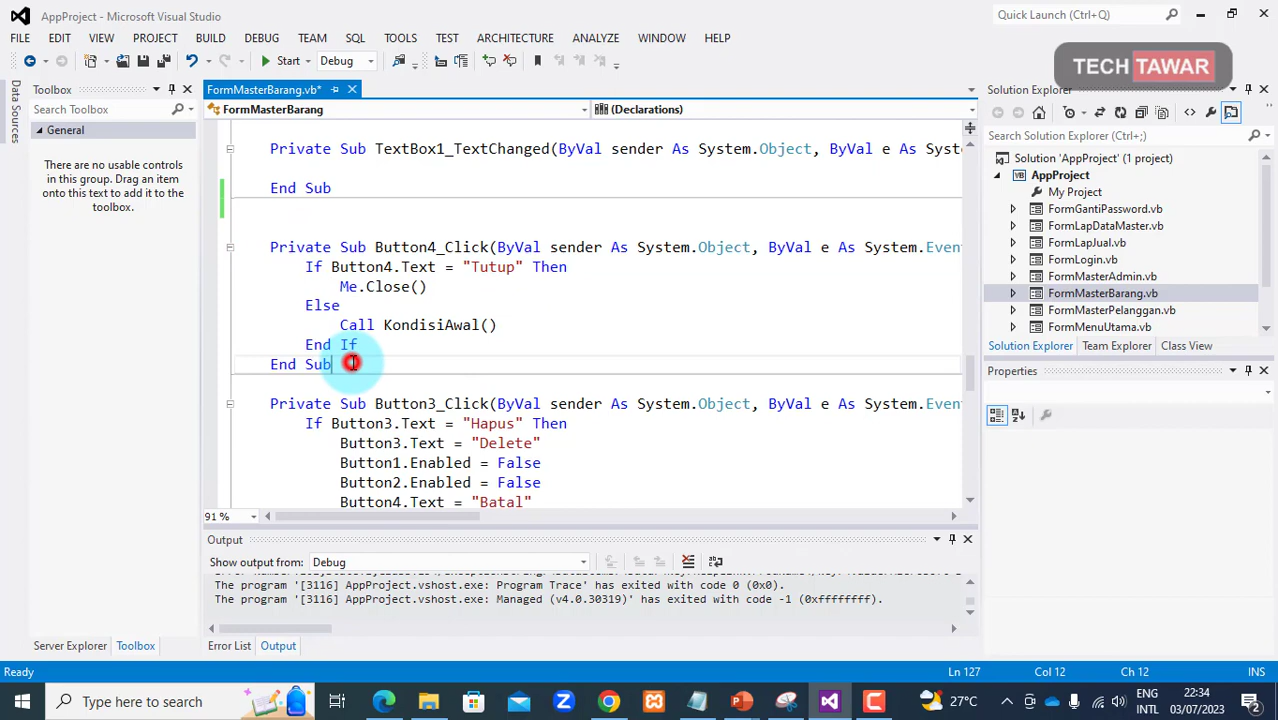 AppProject - Microsoft Visual Studio
Quick Launch (Ctrl+Q)
FILE EDIT VIEW PROJECT BUILD DEBUG TEAM SQL TOOLS TEST ARCHITECTURE ANALYZE WINDOW HELP
TECH TAWAR
Start Debug
Data Sources
Toolbox
Search Toolbox
General
There are no usable controls
in this group. Drag an item
onto this text to add it to the
toolbox.
FormMasterBarang.vb*
FormMasterBarang
(Declarations)
Private Sub TextBox1_TextChanged(ByVal sender As System.Object, ByVal e As Syst
End Sub
Private Sub Button4_Click(ByVal sender As System.Object, ByVal e As System.Event
If Button4.Text = "Tutup" Then
Me.Close()
Else
Call KondisiAwal()
End If
End Sub
Private Sub Button3_Click(ByVal sender As System.Object, ByVal e As System.Event
If Button3.Text = "Hapus" Then
Button3.Text = "Delete"
Button1.Enabled = False
Button2.Enabled = False
Button4.Text = "Batal"
91 %
Output
Show output from: Debug
The program '[3116] AppProject.vshost.exe: Program Trace' has exited with code 0 (0x0).
The program '[3116] AppProject.vshost.exe: Managed (v4.0.30319)' has exited with code -1 (0xffffffff).
Server Explorer Toolbox
Error List Output
Solution Explorer
Search Solution Explorer (Ctrl+;)
Solution 'AppProject' (1 project)
VB AppProject
My Project
FormGantiPassword.vb
FormLapDataMaster.vb
FormLapJual.vb
FormLogin.vb
FormMasterAdmin.vb
FormMasterBarang.vb
FormMasterPelanggan.vb
FormMenuUtama.vb
Solution Explorer Team Explorer Class View
Properties
Ready
Ln 127 Col 12 Ch 12 INS
Type here to search
27°C
ENG
INTL
22:34
03/07/2023
2